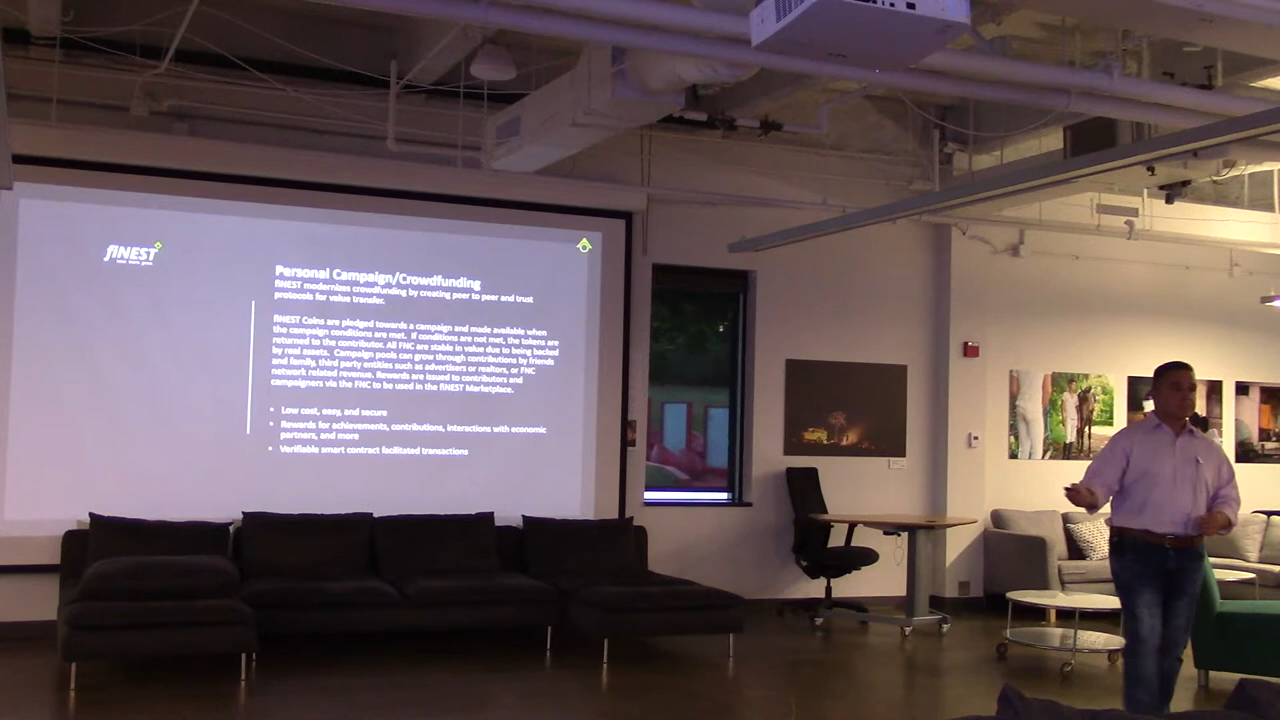 fiNEST
Personal Campaign/Crowdfunding
fiNEST modernizes crowdfunding by creating peer to peer and trust
protocols for value transfer.
fiNEST Coins are pledged towards a campaign and made available when
the campaign conditions are met. If conditions are not met, the tokens are
returned to the contributor. All FNC are stable in value due to being backed
by real assets. Campaign pools can grow through contributions by friends
and family, third party entities such as advertisers or realtors, or FNC
network related revenue. Rewards are issued to contributors and
campaigners via the FNC to be used in the fiNEST Marketplace.
• Low cost, easy, and secure
• Rewards for achievements, contributions, interactions with economic
partners, and more
• Verifiable smart contract facilitated transactions